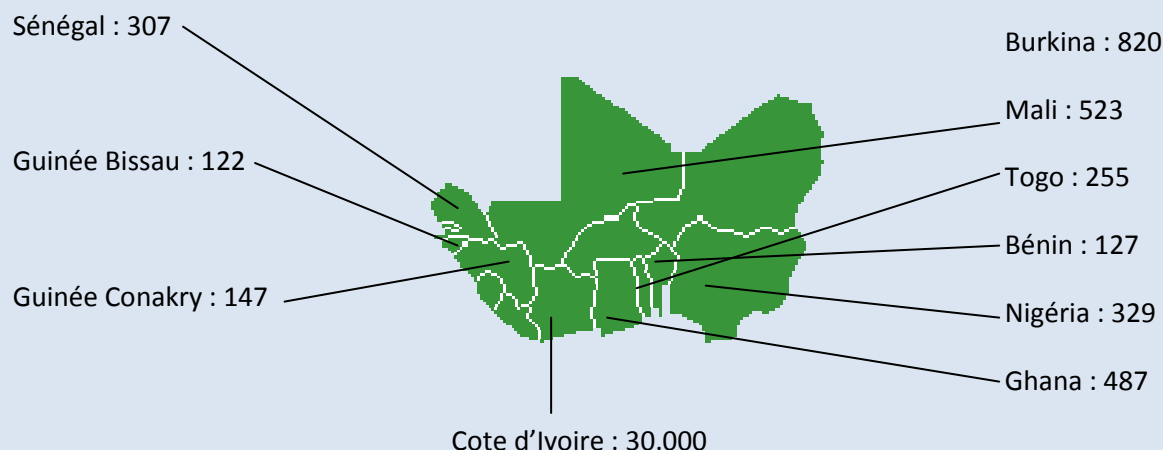 Sénégal : 307
Burkina : 820
Mali : 523
Guinée Bissau : 122
Togo : 255
Bénin : 127
Guinée Conakry : 147
Nigéria : 329
Ghana : 487
Cote d’Ivoire : 30.000